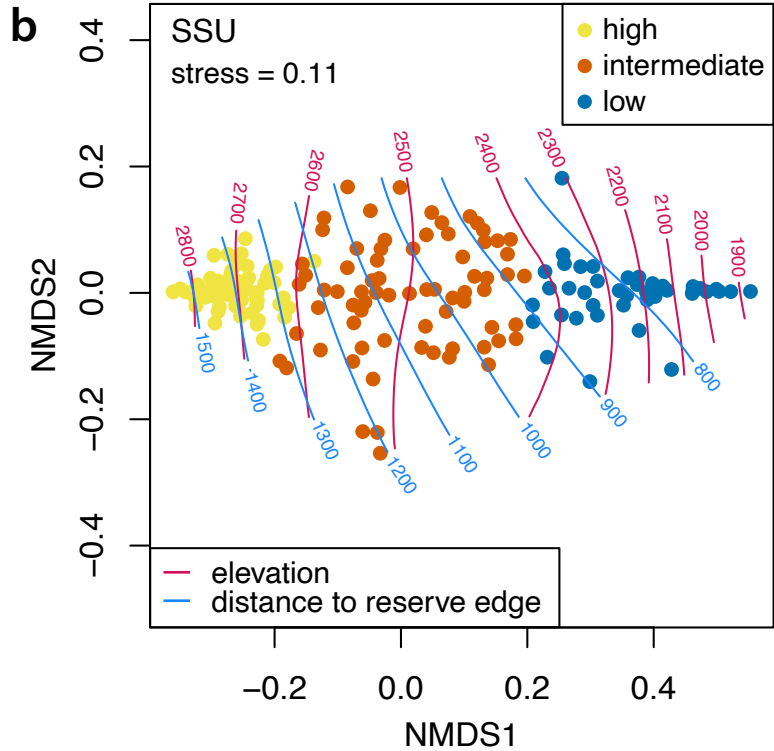 b
SSU
stress = 0.11
high
intermediate
low
2800
2700
2600
2500
2400
2300
2200
2100
2000
1900
1500
1400
1300
1200
1100
1000
900
800
elevation
distance to reserve edge
0.4
0.2
0.0
−0.2
−0.4
NMDS2
−0.2
0.0
0.2
0.4
NMDS1